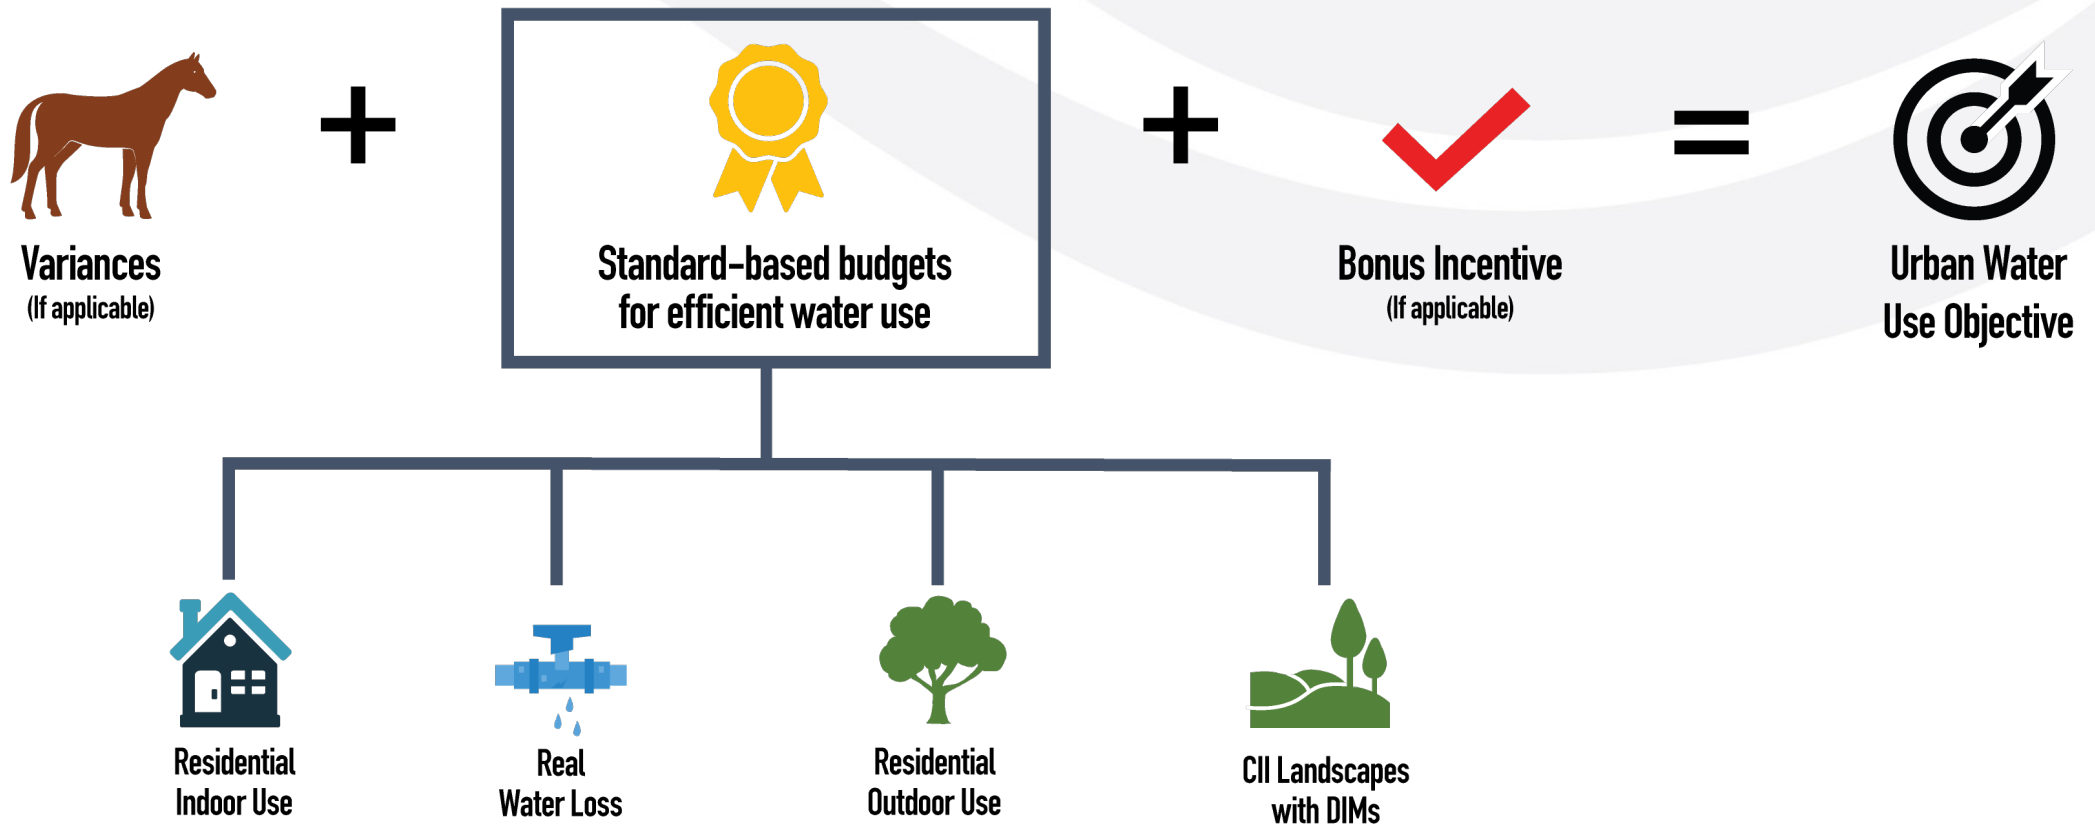 Variances
(If applicable)
+
Standard-based budgets
for efficient water use
+
Bonus Incentive
(If applicable)
=
Urban Water
Use Objective
Residential
Indoor Use
Real
Water Loss
Residential
Outdoor Use
CII Landscapes
with DIMs